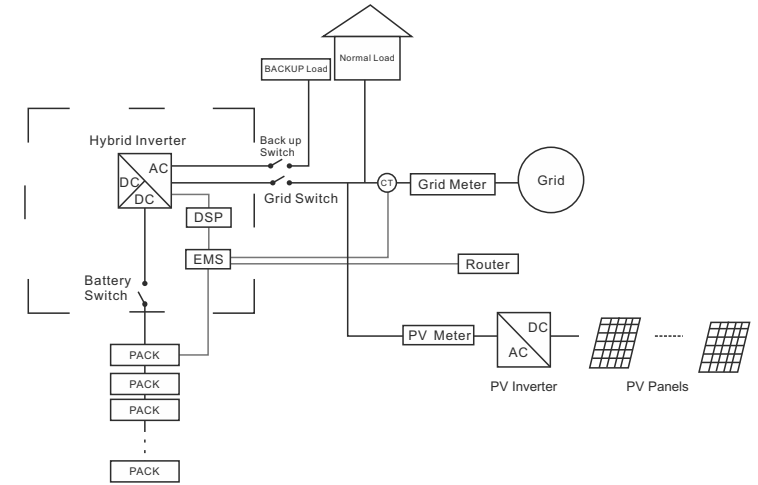 Normal Load
BACKUP Load
Hybrid Inverter
Back up
Switch
AC
DC
DC
CT
Grid Meter
Grid
Grid Switch
DSP
EMS
Router
Battery
Switch
PV Meter
DC
AC
PACK
PV Inverter
PV Panels
PACK
PACK
PACK